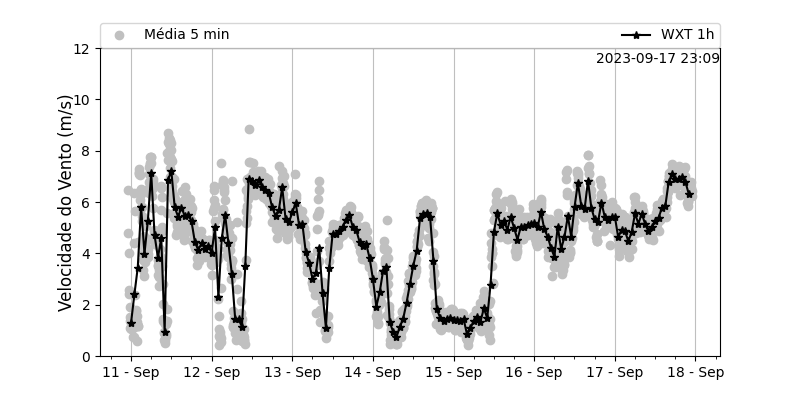 Média 5 min
WXT 1h
2023-09-17 23:09
Velocidade do Vento (m/s)
12
10
8
6
4
2
0
11 - Sep
12 - Sep
13 - Sep
14 - Sep
15 - Sep
16 - Sep
17 - Sep
18 - Sep